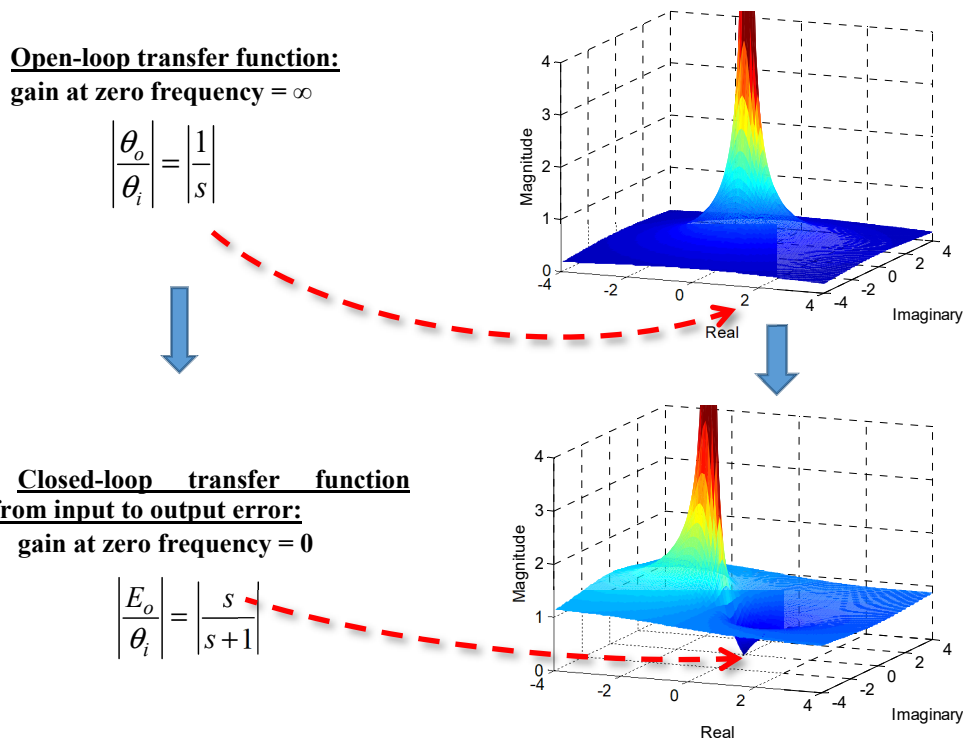 Open-loop transfer function:
gain at zero frequency = ∞
|θo/θi| = |1/s|
Magnitude
4
3
2
1
0
-4
-2
0
2
4
Real
-4
-2
0
2
4
Imaginary
Closed-loop transfer function
from input to output error:
gain at zero frequency = 0
|Eo/θi| = |s/(s+1)|
Magnitude
4
3
2
1
0
-4
-2
0
2
4
Real
-4
-2
0
2
4
Imaginary